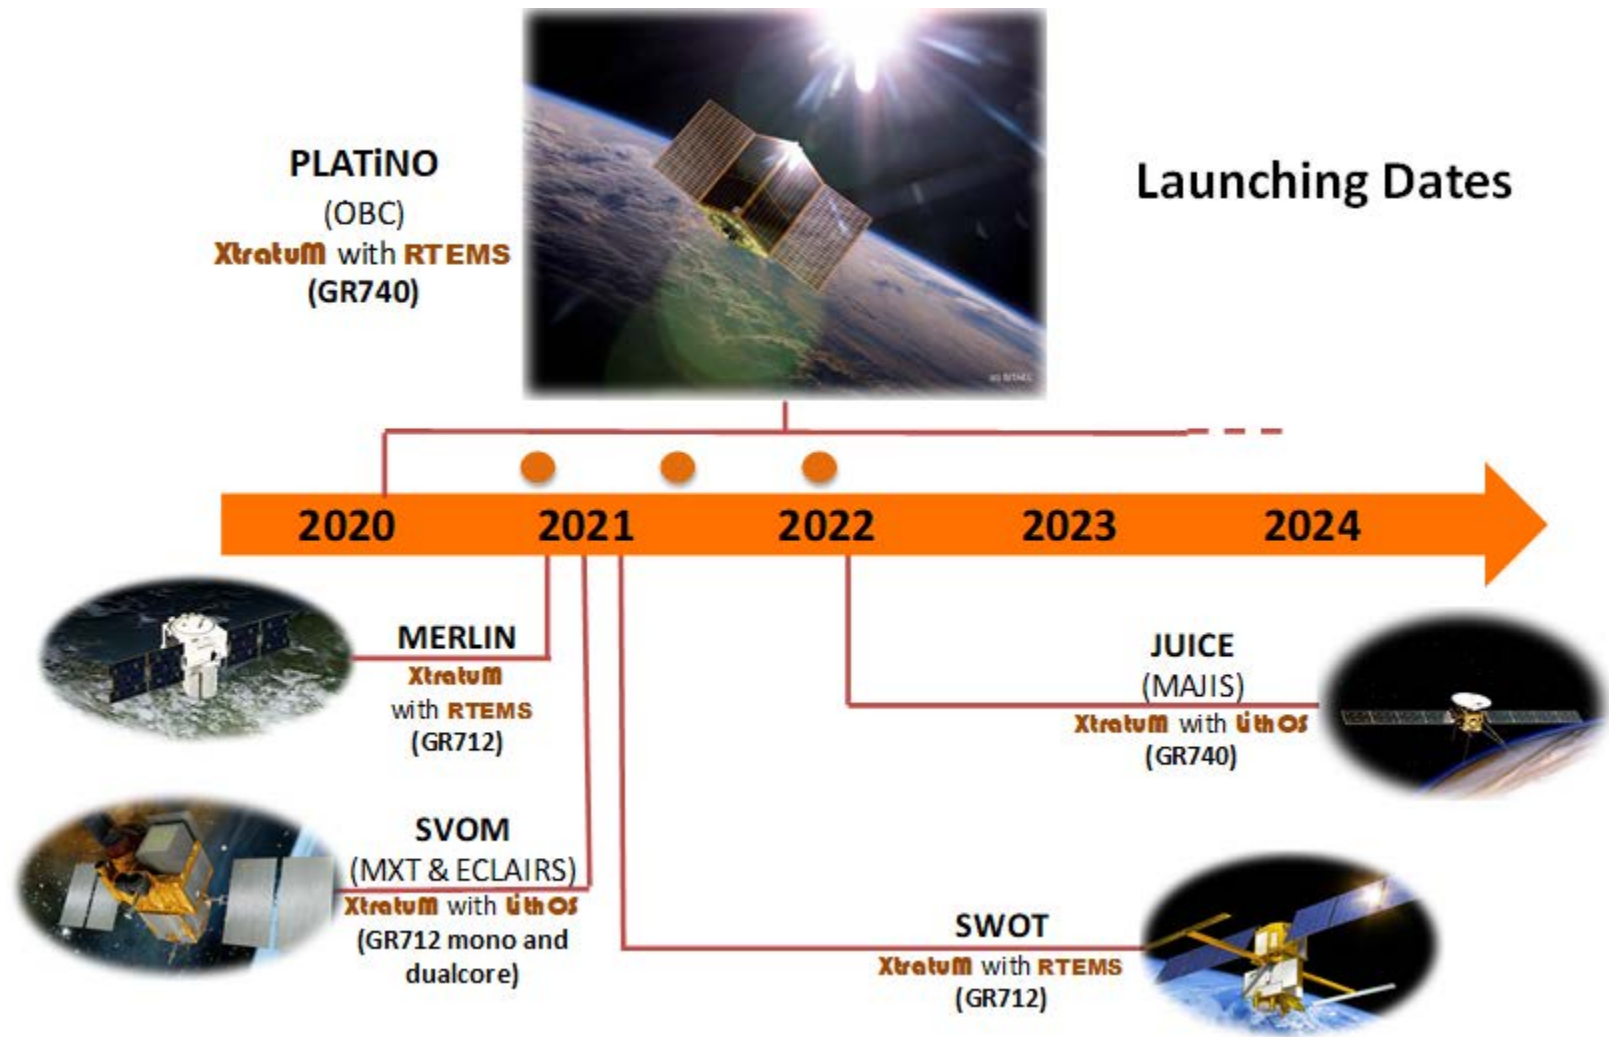 PLATiNO
(OBC)
XtratuM with RTEMS
(GR740)
Launching Dates
2020 2021 2022 2023 2024
MERLIN
XtratuM
with RTEMS
(GR712)
JUICE
(MAJIS)
XtratuM with LithOS
(GR740)
SVOM
(MXT & ECLAIRS)
XtratuM with LithOS
(GR712 mono and
dualcore)
SWOT
XtratuM with RTEMS
(GR712)